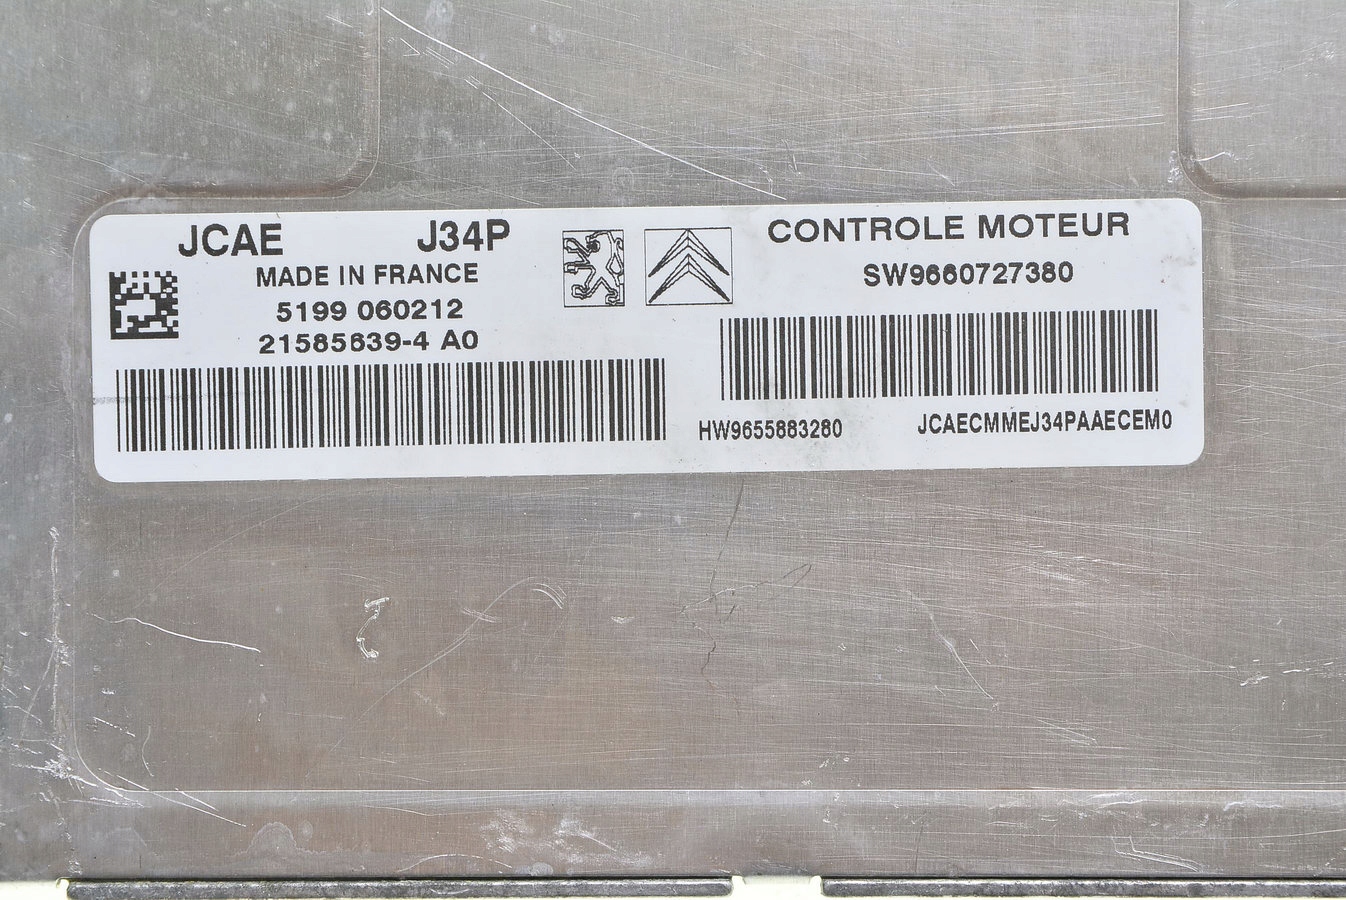 JCAE J34P
MADE IN FRANCE
5199 060212
21585639-4 A0
CONTROLE MOTEUR
SW9660727380
HW9655883280 JCAECMMEJ34PAAECEM0